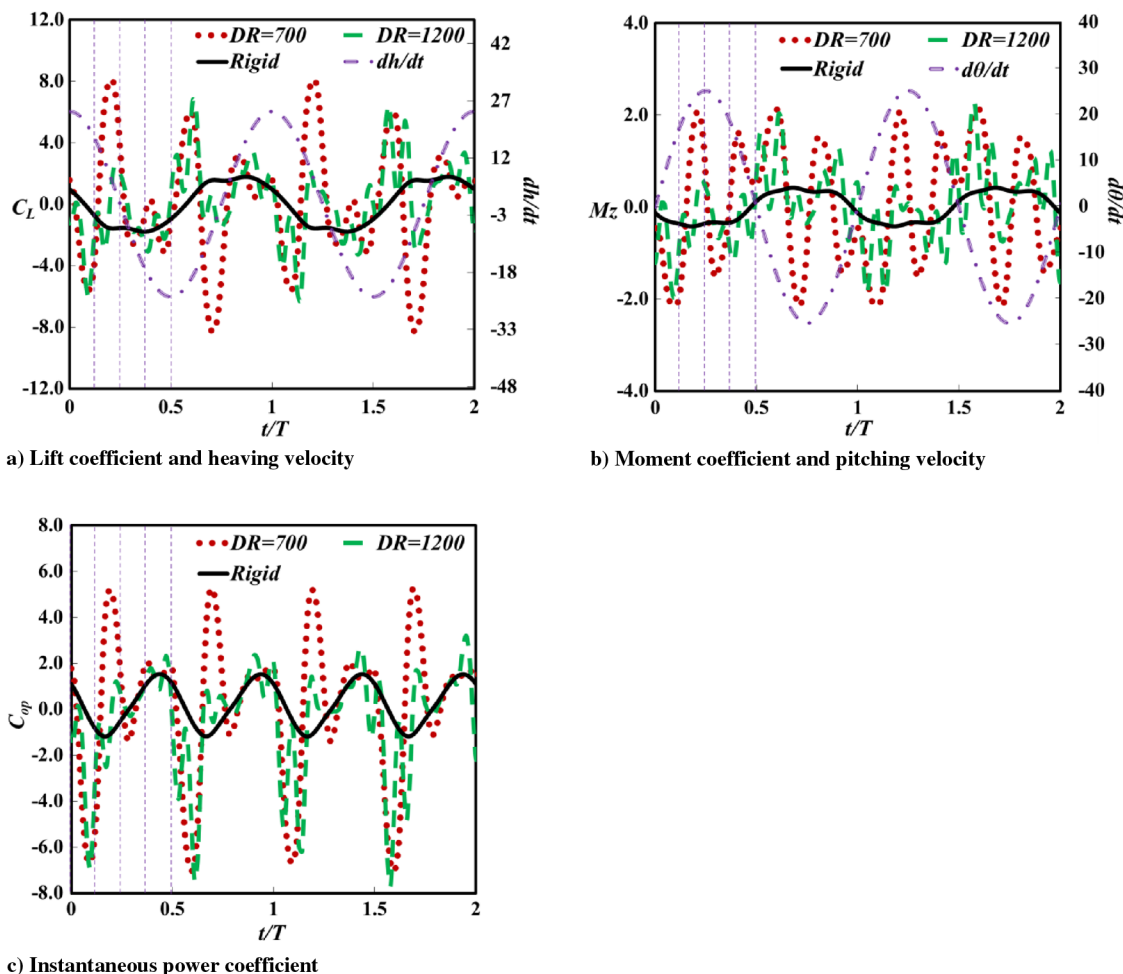 12.0
8.0
4.0
0.0
-4.0
-8.0
-12.0
C_L
DR=700
DR=1200
Rigid
dh/dt
42
27
12
-3
-18
-33
-48
dh/dt
0
0.5
1
1.5
2
t/T
a) Lift coefficient and heaving velocity
4.0
2.0
0.0
-2.0
-4.0
Mz
DR=700
DR=1200
Rigid
dθ/dt
40
30
20
10
0
-10
-20
-30
-40
dθ/dt
0
0.5
1
1.5
2
t/T
b) Moment coefficient and pitching velocity
8.0
6.0
4.0
2.0
0.0
-2.0
-4.0
-6.0
-8.0
C_op
DR=700
DR=1200
Rigid
0
0.5
1
1.5
2
t/T
c) Instantaneous power coefficient